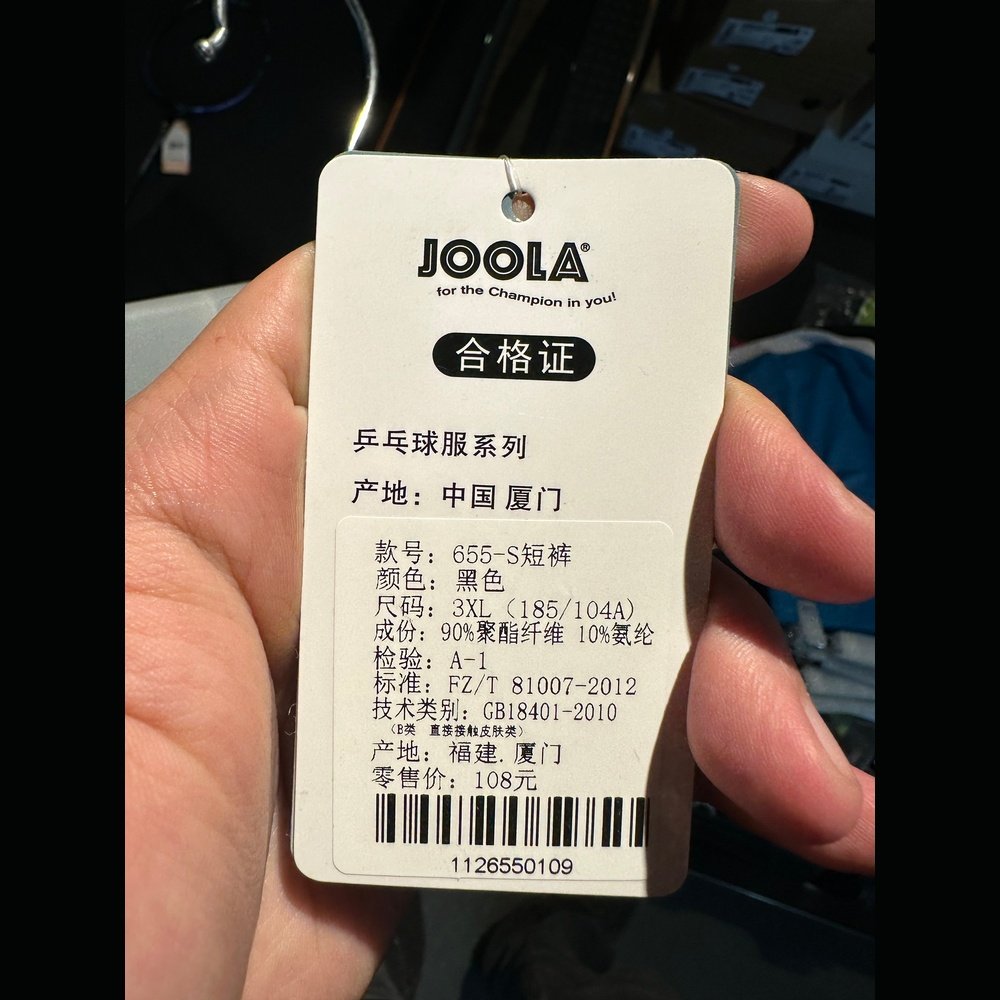 JOOLA®
for the Champion in you!
合格证
乒乓球服系列
产地：中国 厦门
款号：655-S短裤
颜色：黑色
尺码：3XL（185/104A）
成份：90%聚酯纤维 10%氨纶
检验：A-1
标准：FZ/T 81007-2012
技术类别：GB18401-2010
（B类 直接接触皮肤类）
产地：福建.厦门
零售价：108元
1126550109